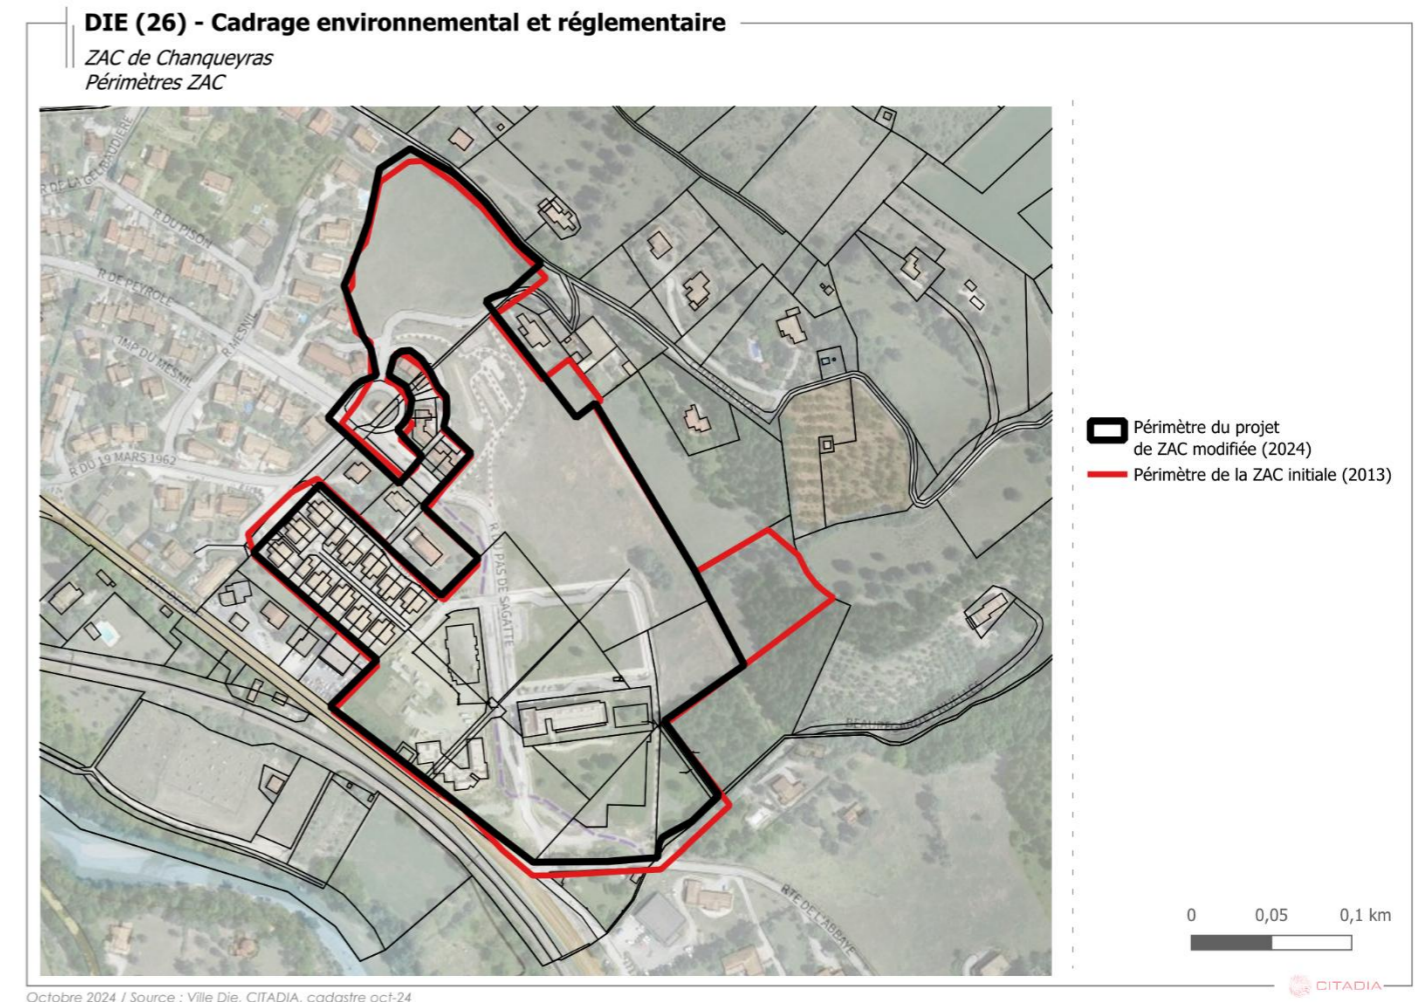 DIE (26) - Cadrage environnemental et réglementaire
ZAC de Chanqueyras
Périmètres ZAC
R DU PISON
R DE PEYROLE
R MESNIL
IMP DU MESNIL
R DU 19 MARS 1962
R DU PAS DE SAGATTE
RTE DE L'ABBAYE
Périmètre du projet
de ZAC modifiée (2024)
Périmètre de la ZAC initiale (2013)
0 0,05 0,1 km
CITADIA
Octobre 2024 / Source : Ville Die, CITADIA, cadastre oct-24